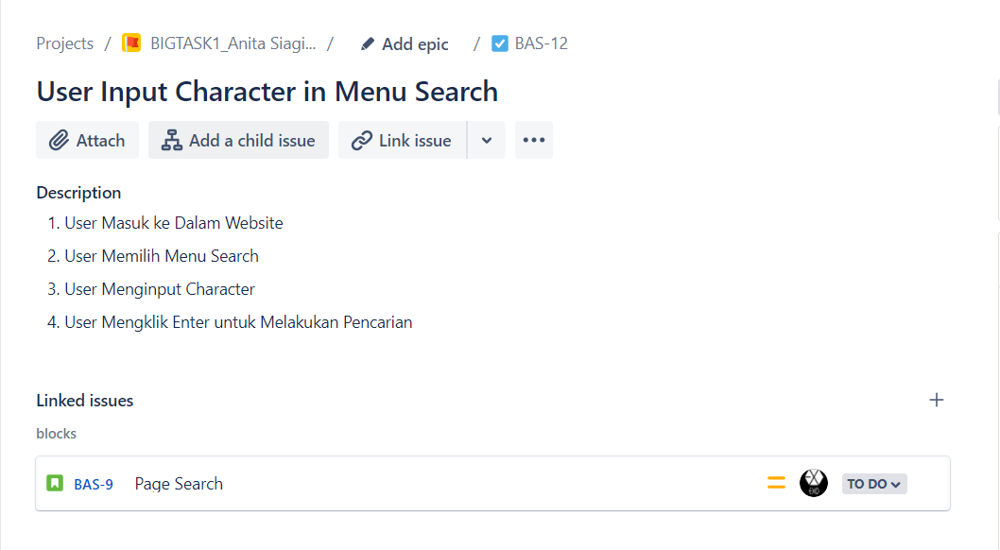 Projects / BIGTASK1_Anita Siagi... / Add epic / BAS-12
User Input Character in Menu Search
Attach Add a child issue Link issue
Description
1. User Masuk ke Dalam Website
2. User Memilih Menu Search
3. User Menginput Character
4. User Mengklik Enter untuk Melakukan Pencarian
Linked issues
blocks
BAS-9 Page Search EXO TO DO